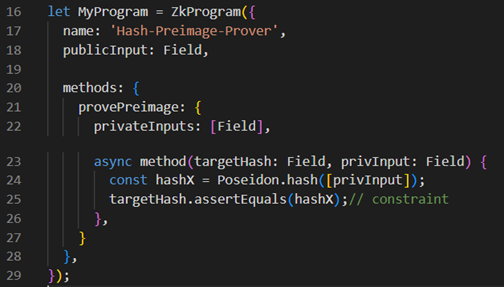 16 let MyProgram = ZkProgram({
17   name: 'Hash-Preimage-Prover',
18   publicInput: Field,
19
20   methods: {
21     provePreimage: {
22       privateInputs: [Field],
23       async method(targetHash: Field, privInput: Field) {
24         const hashX = Poseidon.hash([privInput]);
25         targetHash.assertEquals(hashX);// constraint
26       },
27     }
28   },
29 });